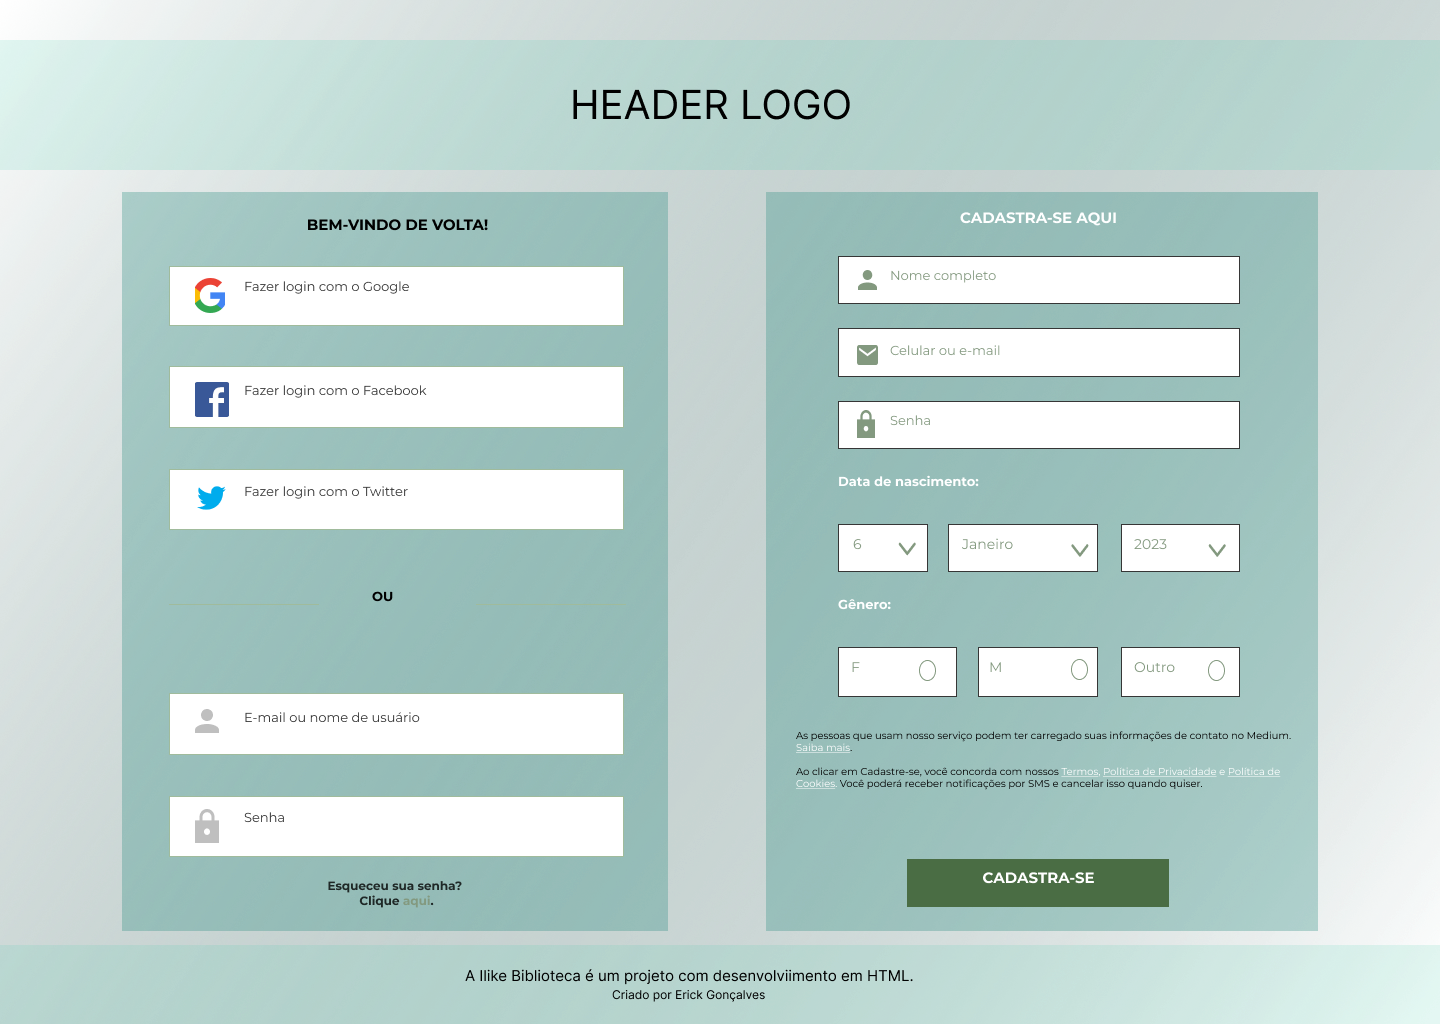 HEADER LOGO
BEM-VINDO DE VOLTA!
Fazer login com o Google
Fazer login com o Facebook
Fazer login com o Twitter
OU
E-mail ou nome de usuário
Senha
Esqueceu sua senha?
Clique aqui.
CADASTRA-SE AQUI
Nome completo
Celular ou e-mail
Senha
Data de nascimento:
6 Janeiro 2023
Gênero:
F M Outro
As pessoas que usam nosso serviço podem ter carregado suas informações de contato no Medium.
Saiba mais.
Ao clicar em Cadastre-se, você concorda com nossos Termos, Política de Privacidade e Política de
Cookies. Você poderá receber notificações por SMS e cancelar isso quando quiser.
CADASTRA-SE
A Ilike Biblioteca é um projeto com desenvolviimento em HTML.
Criado por Erick Gonçalves